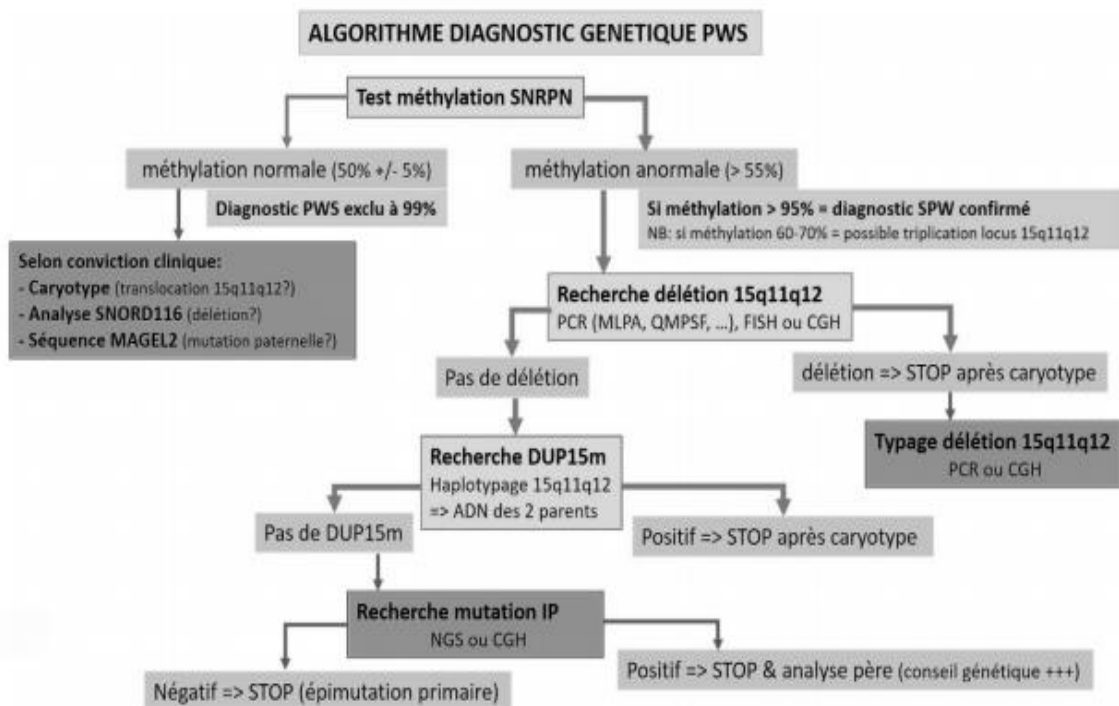 ALGORITHME DIAGNOSTIC GENETIQUE PWS
Test méthylation SNRPN
méthylation normale (50% +/- 5%)
Diagnostic PWS exclu à 99%
Selon conviction clinique:
- Caryotype (translocation 15q11q12?)
- Analyse SNORD116 (délétion?)
- Séquence MAGEL2 (mutation paternelle?)
méthylation anormale (> 55%)
Si méthylation > 95% = diagnostic SPW confirmé
NB: si méthylation 60-70% = possible triplication locus 15q11q12
Recherche délétion 15q11q12
PCR (MLPA, QMPSF, ...), FISH ou CGH
Pas de délétion
délétion => STOP après caryotype
Typage délétion 15q11q12
PCR ou CGH
Recherche DUP15m
Haplotypage 15q11q12
=> ADN des 2 parents
Pas de DUP15m
Positif => STOP après caryotype
Recherche mutation IP
NGS ou CGH
Négatif => STOP (épimutation primaire)
Positif => STOP & analyse père (conseil génétique +++)